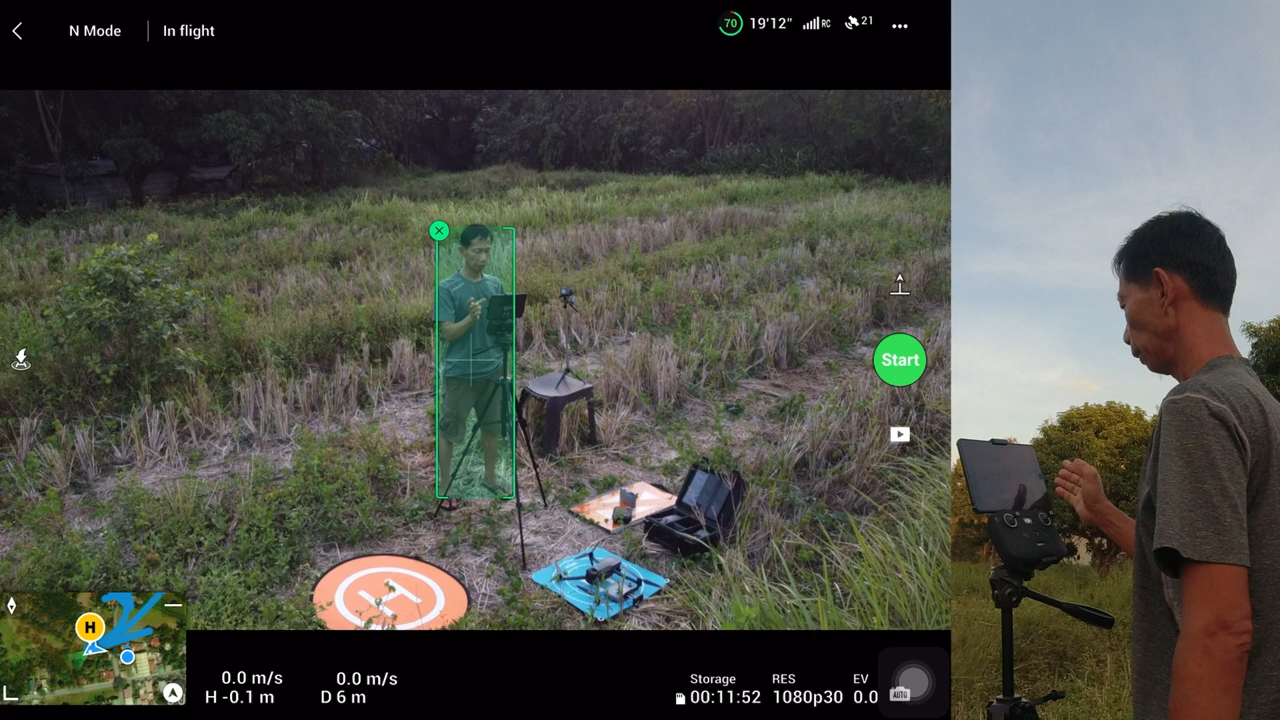 N Mode
In flight
70
19'12"
RC
21
Start
H
H
0.0 m/s
0.0 m/s
H -0.1 m
D 6 m
Storage
RES
EV
00:11:52
1080p30
0.0
AUTO